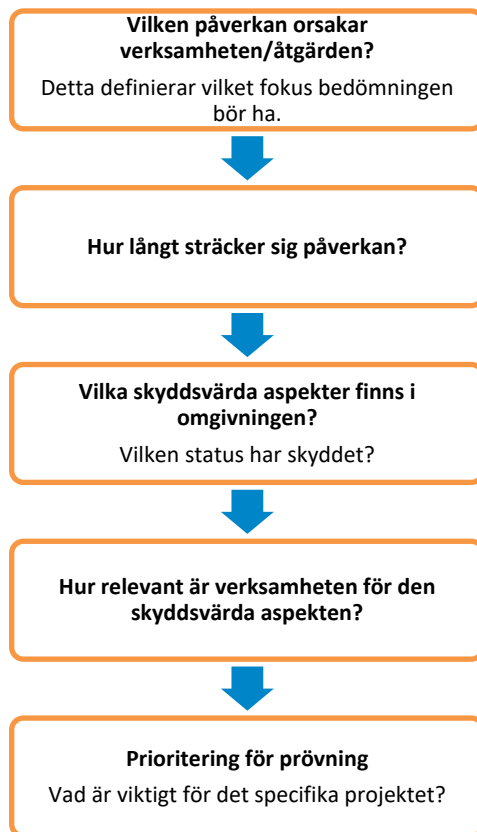 Vilken påverkan orsakar
verksamheten/åtgärden?
Detta definierar vilket fokus bedömningen
bör ha.
Hur långt sträcker sig påverkan?
Vilka skyddsvärda aspekter finns i
omgivningen?
Vilken status har skyddet?
Hur relevant är verksamheten för den
skyddsvärda aspekten?
Prioritering för prövning
Vad är viktigt för det specifika projektet?